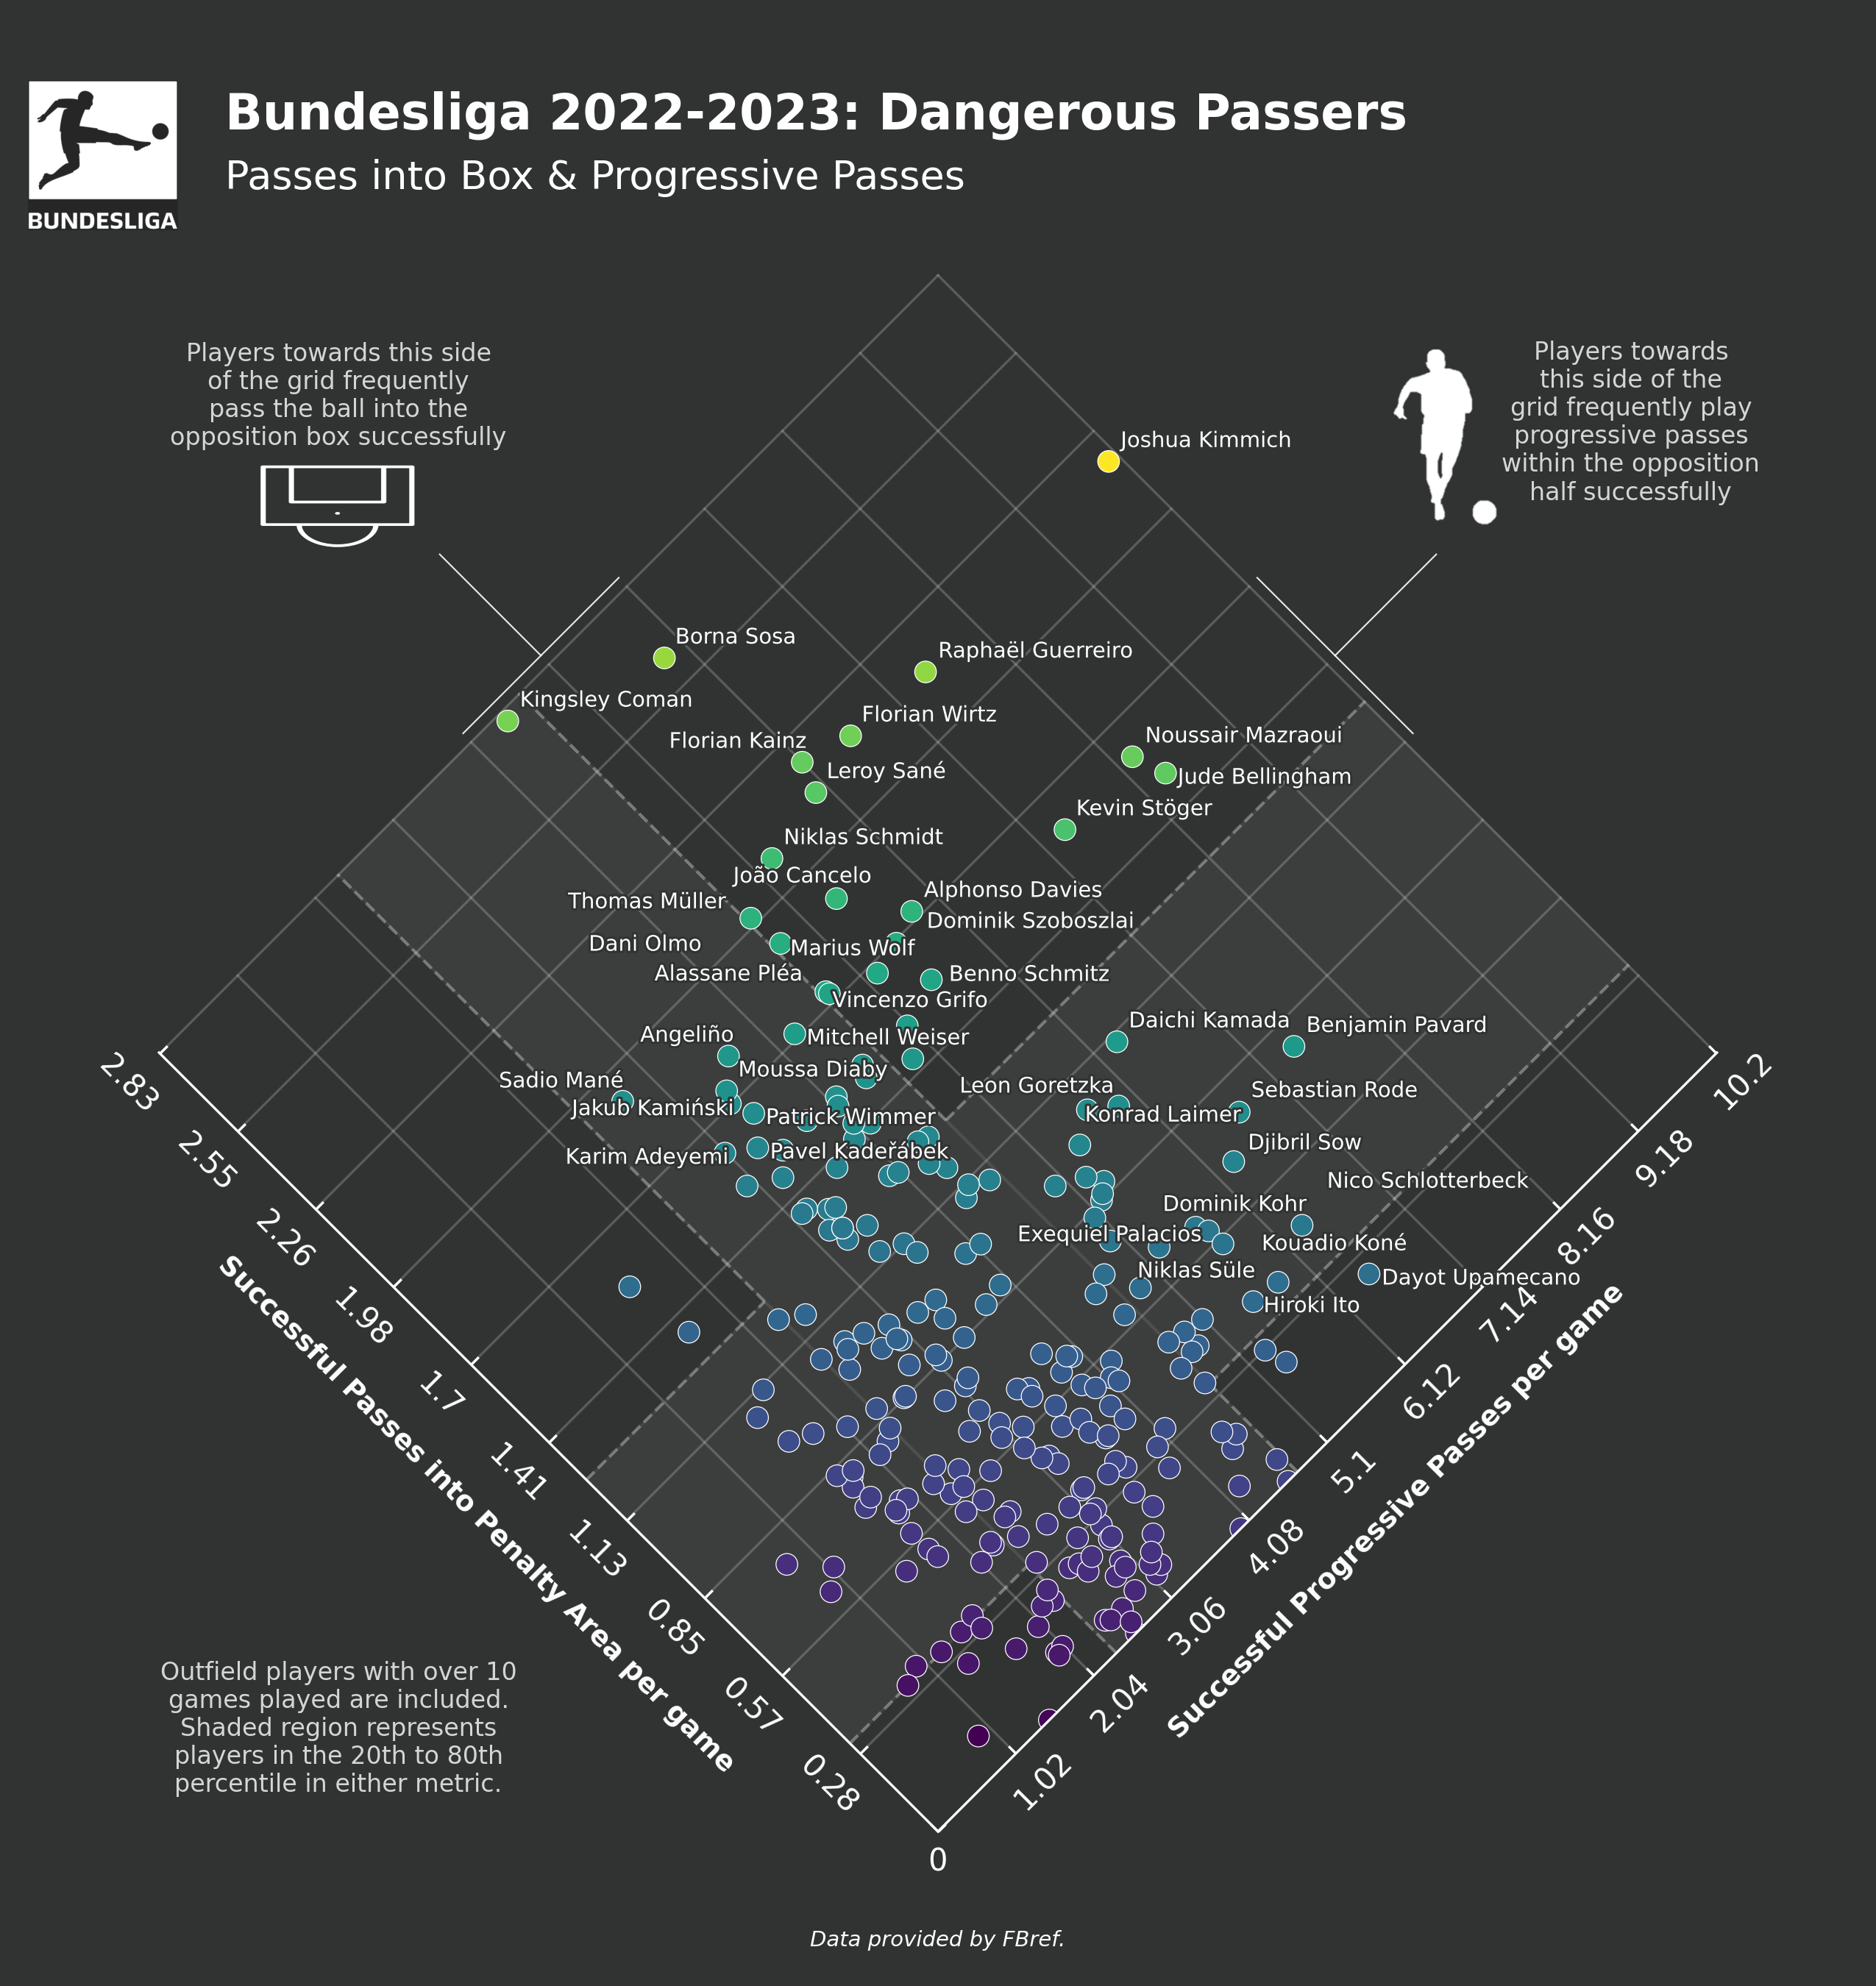 Bundesliga 2022-2023: Dangerous Passers
Passes into Box & Progressive Passes
BUNDESLIGA
Players towards this side
of the grid frequently
pass the ball into the
opposition box successfully
Players towards
this side of the
grid frequently play
progressive passes
within the opposition
half successfully
Joshua Kimmich
Borna Sosa
Raphaël Guerreiro
Kingsley Coman
Florian Wirtz
Florian Kainz
Noussair Mazraoui
Leroy Sané
Jude Bellingham
Kevin Stöger
Niklas Schmidt
João Cancelo
Alphonso Davies
Thomas Müller
Dominik Szoboszlai
Dani Olmo
Marius Wolf
Alassane Pléa
Benno Schmitz
Vincenzo Grifo
Daichi Kamada
Benjamin Pavard
Angeliño
Mitchell Weiser
Moussa Diaby
Sadio Mané
Leon Goretzka
Sebastian Rode
Jakub Kamiński
Patrick Wimmer
Konrad Laimer
Djibril Sow
Karim Adeyemi
Pavel Kadeřábek
Nico Schlotterbeck
Dominik Kohr
Exequiel Palacios
Kouadio Koné
Niklas Süle
Dayot Upamecano
Hiroki Ito
2.83
2.55
2.26
1.98
1.7
1.41
1.13
0.85
0.57
0.28
0
1.02
2.04
3.06
4.08
5.1
6.12
7.14
8.16
9.18
10.2
Successful Passes into Penalty Area per game
Successful Progressive Passes per game
Outfield players with over 10
games played are included.
Shaded region represents
players in the 20th to 80th
percentile in either metric.
Data provided by FBref.